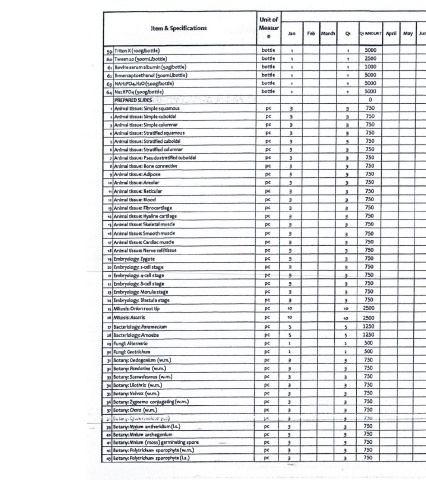 Item & Specifications Unit of Measure Jan Feb March Q1 Q1 AMOUNT April May
59 Triton X (500g/bottle) bottle 1 1 5000
60 Tween 20 (500mL/bottle) bottle 1 1 2500
61 Bovine serum albumin (50g/bottle) bottle 1 1 1000
62 B-mercaptoethanol (500mL/bottle) bottle 1 1 5000
63 NaH2PO4.H2O (500g/bottle) bottle 1 1 5000
64 Na2HPO4 (500g/bottle) bottle 1 1 5000
PREPARED SLIDES 0
1 Animal tissue: Simple squamous pc 3 3 750
2 Animal tissue: Simple cuboidal pc 3 3 750
3 Animal tissue: Simple columnar pc 3 3 750
4 Animal tissue: Stratified squamous pc 3 3 750
5 Animal tissue: Stratified cuboidal pc 3 3 750
6 Animal tissue: Stratified columnar pc 3 3 750
7 Animal tissue: Pseudostratified cuboidal pc 3 3 750
8 Animal tissue: Bone connective pc 3 3 750
9 Animal tissue: Adipose pc 3 3 750
10 Animal tissue: Areolar pc 3 3 750
11 Animal tissue: Reticular pc 3 3 750
12 Animal tissue: Blood pc 3 3 750
13 Animal tissue: Fibrocartilage pc 3 3 750
14 Animal tissue: Hyaline cartilage pc 3 3 750
15 Animal tissue: Skeletal muscle pc 3 3 750
16 Animal tissue: Smooth muscle pc 3 3 750
17 Animal tissue: Cardiac muscle pc 3 3 750
18 Animal tissue: Nerve cell/tissue pc 3 3 750
19 Embryology: Zygote pc 3 3 750
20 Embryology: 2-cell stage pc 3 3 750
21 Embryology: 4-cell stage pc 3 3 750
22 Embryology: 8-cell stage pc 3 3 750
23 Embryology: Morula stage pc 3 3 750
24 Embryology: Blastula stage pc 3 3 750
25 Mitosis: Onion root tip pc 10 10 2500
26 Mitosis: Ascaris pc 10 10 2500
27 Bacteriology: Paramecium pc 5 5 1250
28 Bacteriology: Amoeba pc 5 5 1250
29 Fungi: Alternaria pc 2 2 500
30 Fungi: Geotrichum pc 2 2 500
31 Botany: Oedogonium (w.m.) pc 3 3 750
32 Botany: Pandorina (w.m.) pc 3 3 750
33 Botany: Scenedesmus (w.m.) pc 3 3 750
34 Botany: Ulothrix (w.m.) pc 3 3 750
35 Botany: Volvox (w.m.) pc 3 3 750
36 Botany: Zygnema conjugating (w.m.) pc 3 3 750
37 Botany: Chara (w.m.) pc 3 3 750
pc 3 3 750
39 Botany: Mnium antheridium (l.s.) pc 3 3 750
40 Botany: Mnium archegonium pc 3 3 750
41 Botany: Mnium (moss) germinating spore pc 3 3 750
42 Botany: Polytrichum sporophyte (w.m.) pc 3 3 750
43 Botany: Polytrichum sporophyte (l.s.) pc 3 3 750